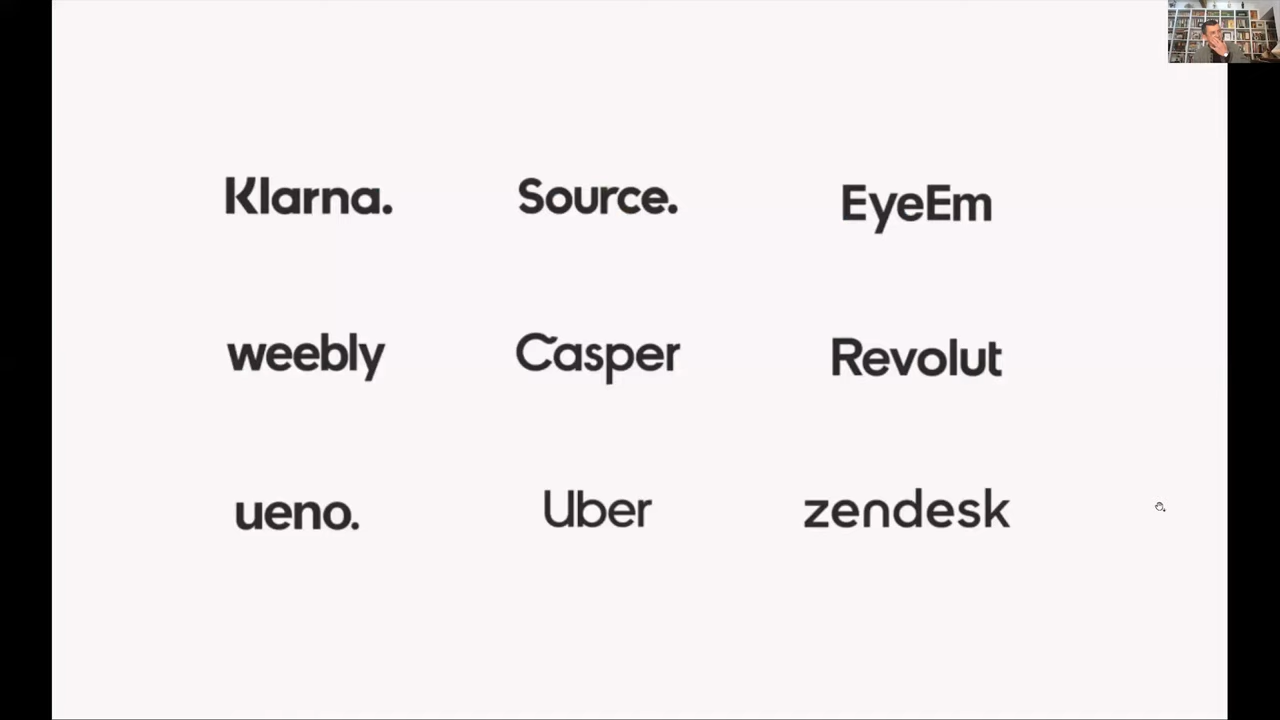 Klarna. Source. EyeEm
weebly Casper Revolut
ueno. Uber zendesk